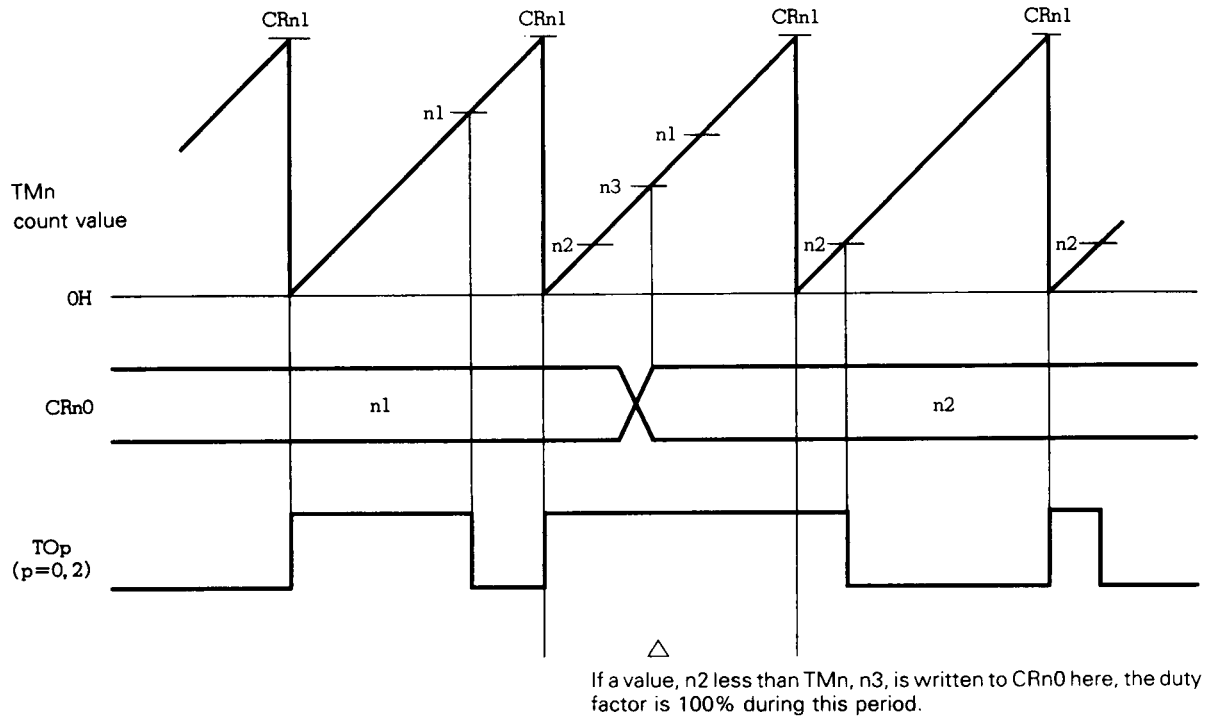 CRn1 CRn1 CRn1 CRn1
n1
n1
n3
TMn
count value
n2 n2 n2
0H
CRn0 n1 n2
TOp
(p=0,2)
If a value, n2 less than TMn, n3, is written to CRn0 here, the duty
factor is 100% during this period.